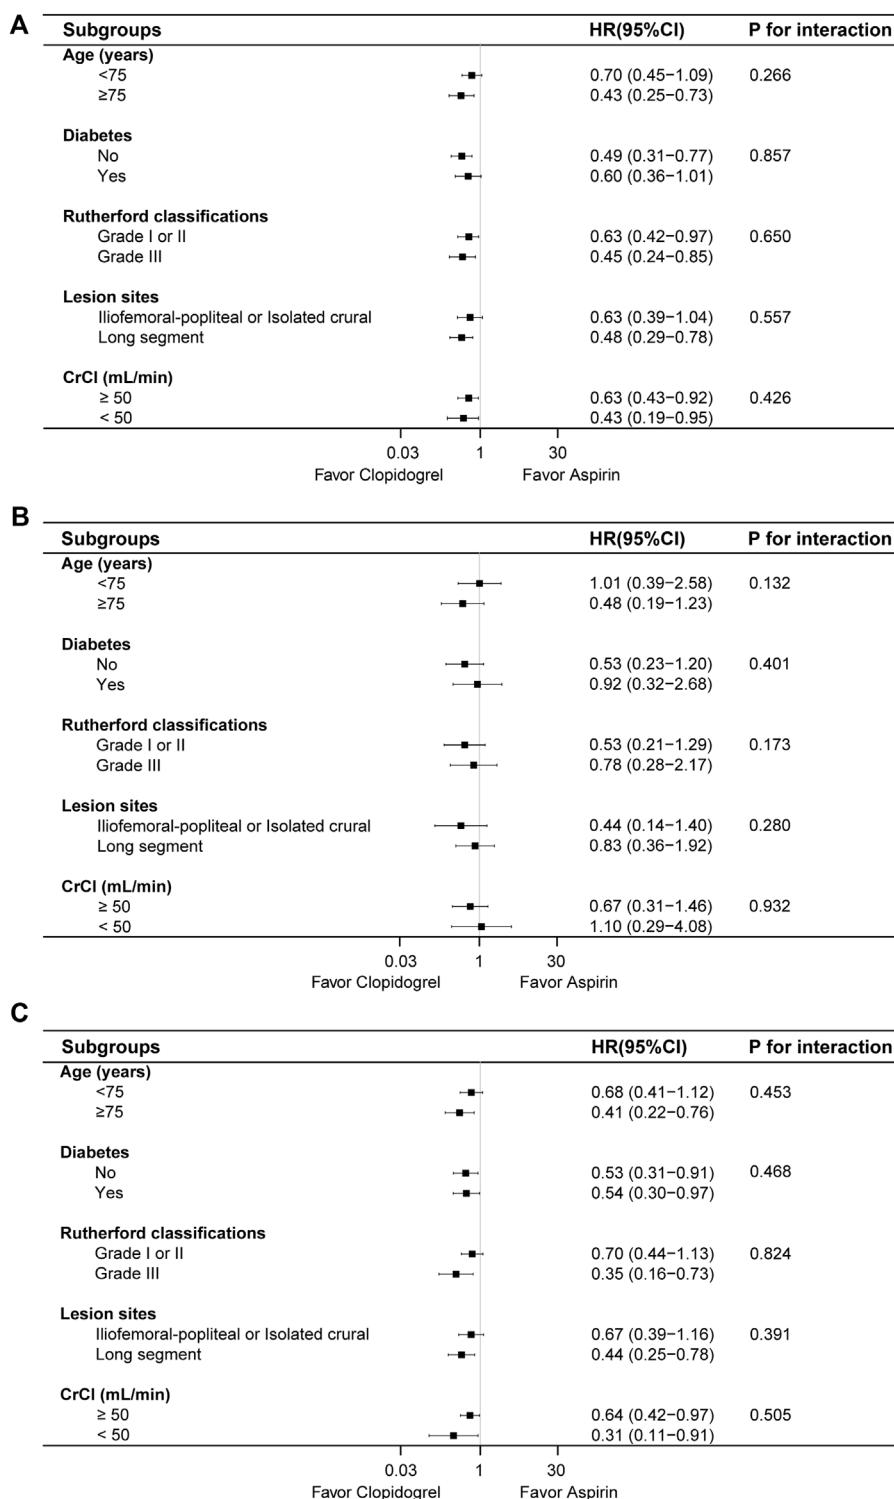 A
Subgroups HR(95%CI) P for interaction
Age (years)
<75 0.70 (0.45−1.09) 0.266
≥75 0.43 (0.25−0.73)
Diabetes
No 0.49 (0.31−0.77) 0.857
Yes 0.60 (0.36−1.01)
Rutherford classifications
Grade I or II 0.63 (0.42−0.97) 0.650
Grade III 0.45 (0.24−0.85)
Lesion sites
Iliofemoral-popliteal or Isolated crural 0.63 (0.39−1.04) 0.557
Long segment 0.48 (0.29−0.78)
CrCl (mL/min)
≥ 50 0.63 (0.43−0.92) 0.426
< 50 0.43 (0.19−0.95)
0.03 1 30
Favor Clopidogrel Favor Aspirin
B
Subgroups HR(95%CI) P for interaction
Age (years)
<75 1.01 (0.39−2.58) 0.132
≥75 0.48 (0.19−1.23)
Diabetes
No 0.53 (0.23−1.20) 0.401
Yes 0.92 (0.32−2.68)
Rutherford classifications
Grade I or II 0.53 (0.21−1.29) 0.173
Grade III 0.78 (0.28−2.17)
Lesion sites
Iliofemoral-popliteal or Isolated crural 0.44 (0.14−1.40) 0.280
Long segment 0.83 (0.36−1.92)
CrCl (mL/min)
≥ 50 0.67 (0.31−1.46) 0.932
< 50 1.10 (0.29−4.08)
0.03 1 30
Favor Clopidogrel Favor Aspirin
C
Subgroups HR(95%CI) P for interaction
Age (years)
<75 0.68 (0.41−1.12) 0.453
≥75 0.41 (0.22−0.76)
Diabetes
No 0.53 (0.31−0.91) 0.468
Yes 0.54 (0.30−0.97)
Rutherford classifications
Grade I or II 0.70 (0.44−1.13) 0.824
Grade III 0.35 (0.16−0.73)
Lesion sites
Iliofemoral-popliteal or Isolated crural 0.67 (0.39−1.16) 0.391
Long segment 0.44 (0.25−0.78)
CrCl (mL/min)
≥ 50 0.64 (0.42−0.97) 0.505
< 50 0.31 (0.11−0.91)
0.03 1 30
Favor Clopidogrel Favor Aspirin